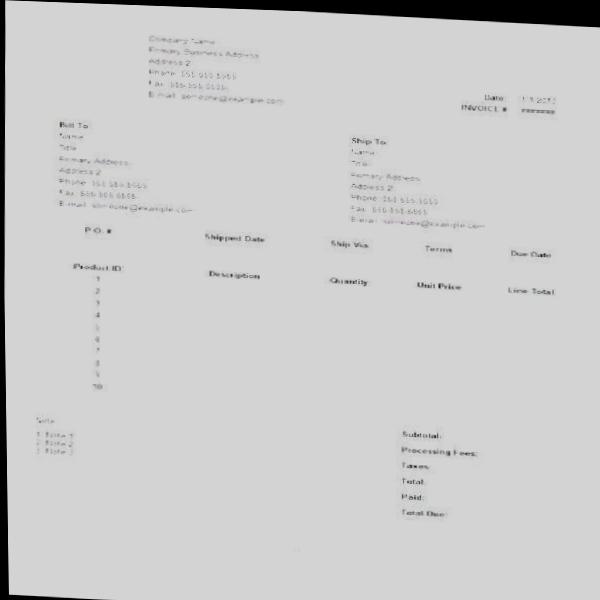 Company Name
Primary Business Address
Address 2
Phone: 555-555-5555
Fax: 555-555-5555
E-mail: someone@example.com
Date:
INVOICE #
Bill To:
Name
Title
Primary Address
Address 2
Phone: 555-555-5555
Fax: 555-555-5555
E-mail: someone@example.com
Ship To:
Name
Title
Primary Address
Address 2
Phone: 555-555-5555
Fax: 555-555-5555
E-mail: someone@example.com
P.O. # Shipped Date Ship Via Terms Due Date
Product ID Description Quantity Unit Price Line Total
1
2
3
4
5
6
7
8
9
10
Note:
1. Note 1
2. Note 2
3. Note 3
Subtotal:
Processing Fees:
Taxes:
Total:
Paid:
Total Due: